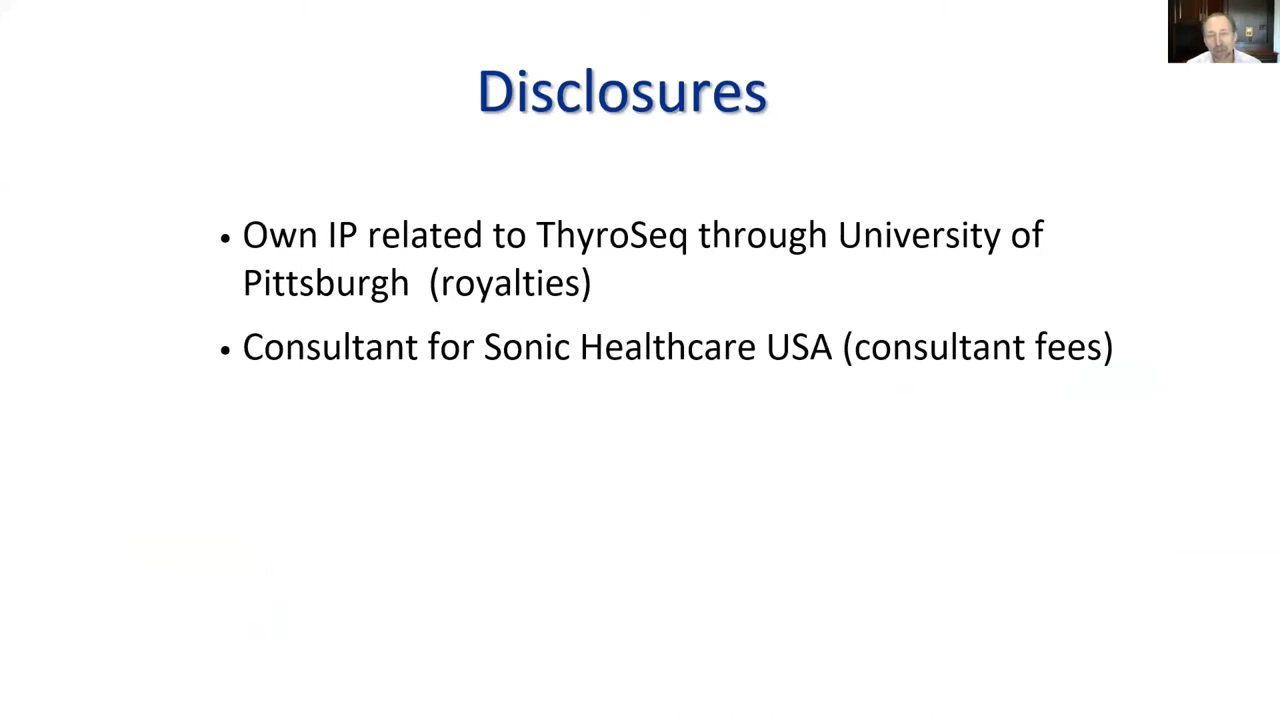 Disclosures
• Own IP related to ThyroSeq through University of
Pittsburgh (royalties)
• Consultant for Sonic Healthcare USA (consultant fees)